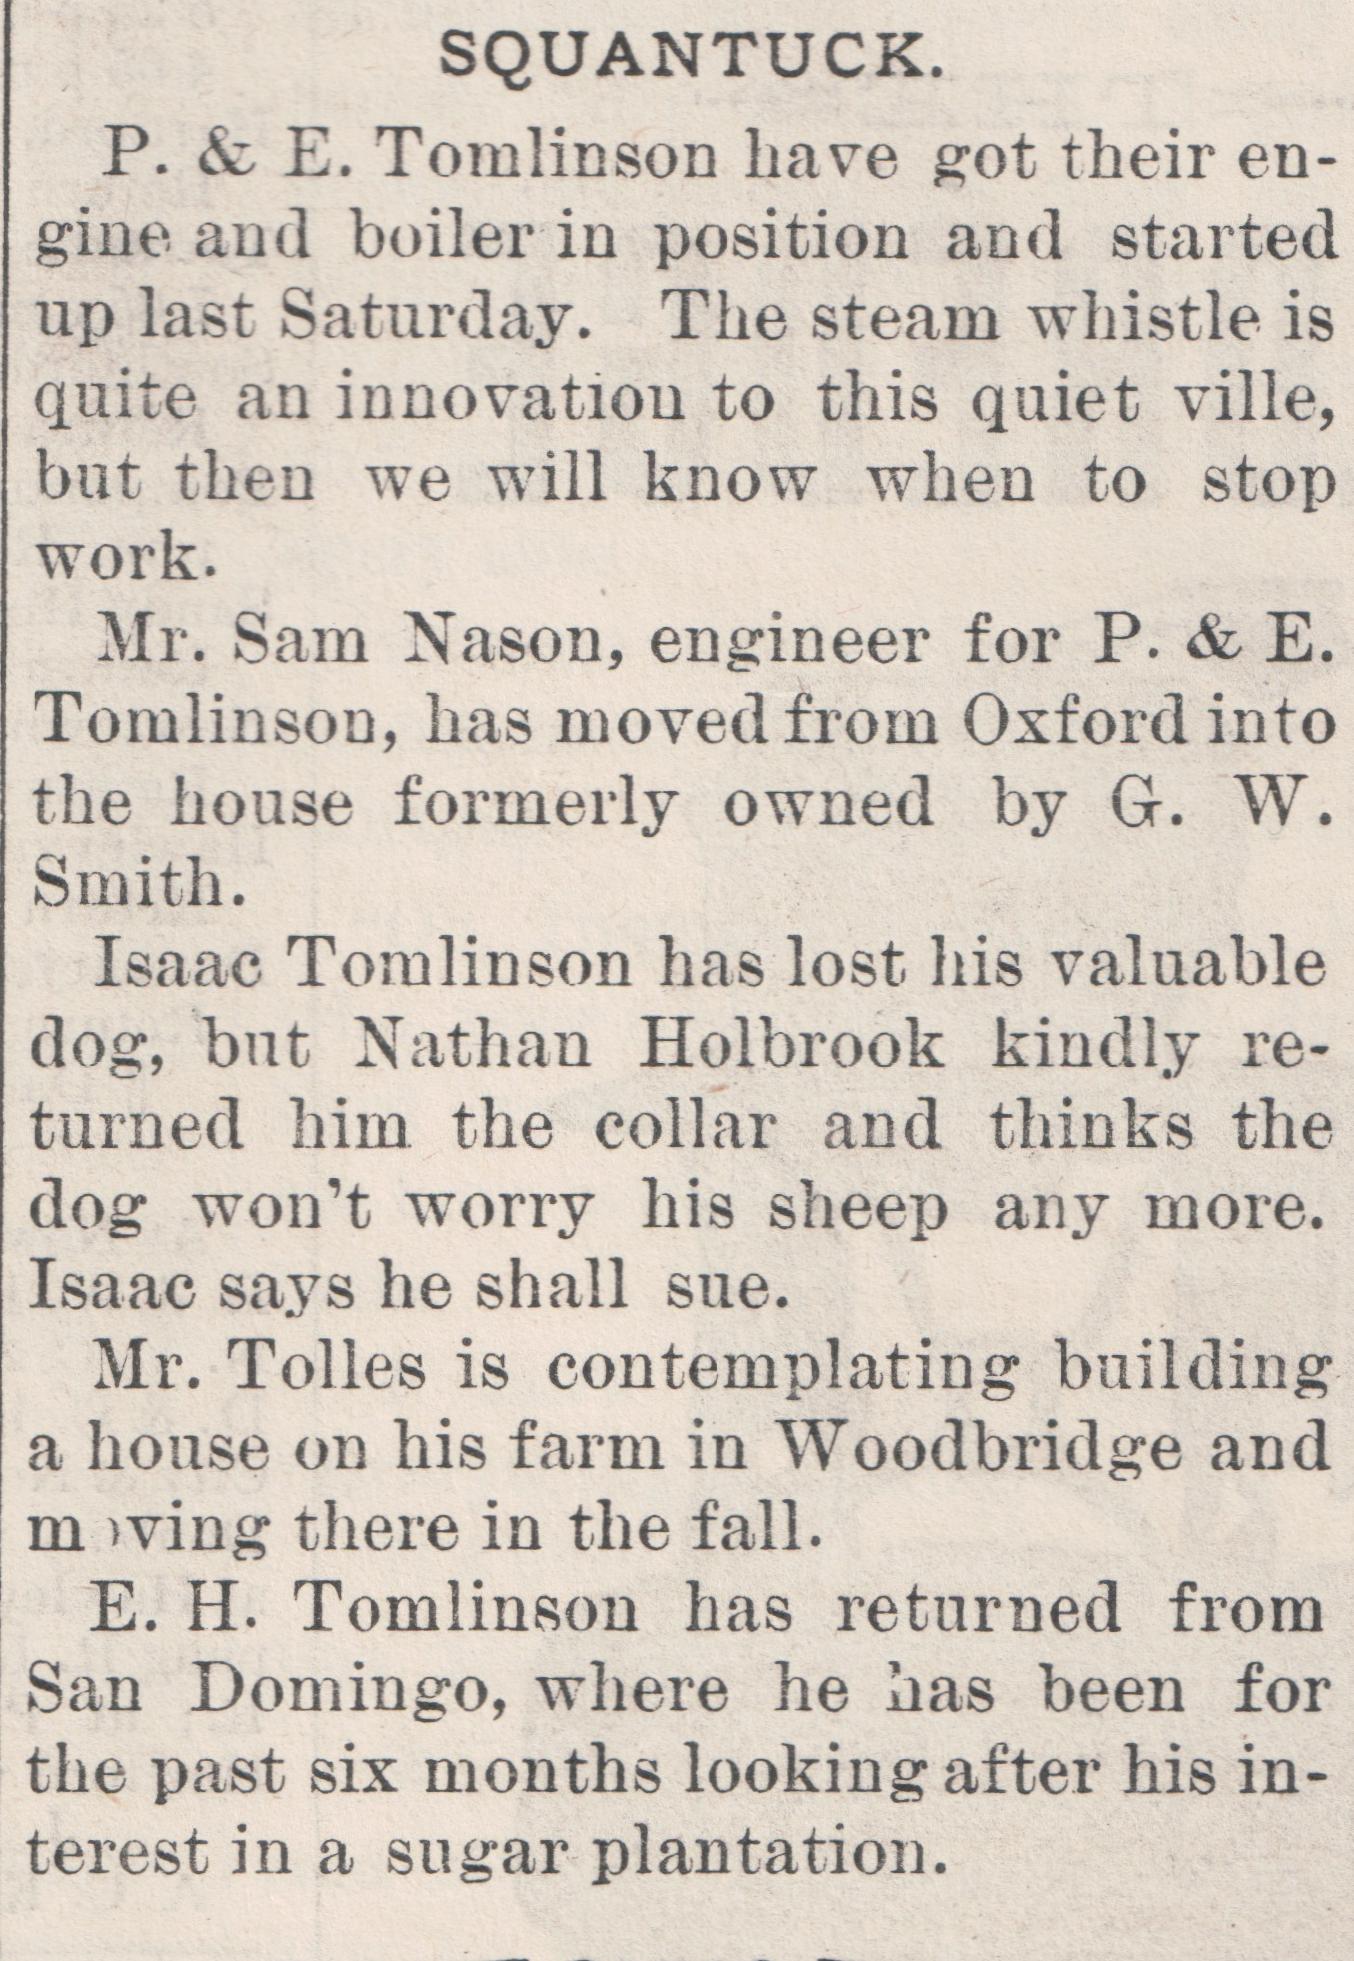 SQUANTUCK.
P. & E. Tomlinson have got their en-
gine and boiler in position and started
up last Saturday. The steam whistle is
quite an innovation to this quiet ville,
but then we will know when to stop
work.
Mr. Sam Nason, engineer for P. & E.
Tomlinson, has moved from Oxford into
the house formerly owned by G. W.
Smith.
Isaac Tomlinson has lost his valuable
dog, but Nathan Holbrook kindly re-
turned him the collar and thinks the
dog won't worry his sheep any more.
Isaac says he shall sue.
Mr. Tolles is contemplating building
a house on his farm in Woodbridge and
moving there in the fall.
E. H. Tomlinson has returned from
San Domingo, where he has been for
the past six months looking after his in-
terest in a sugar plantation.